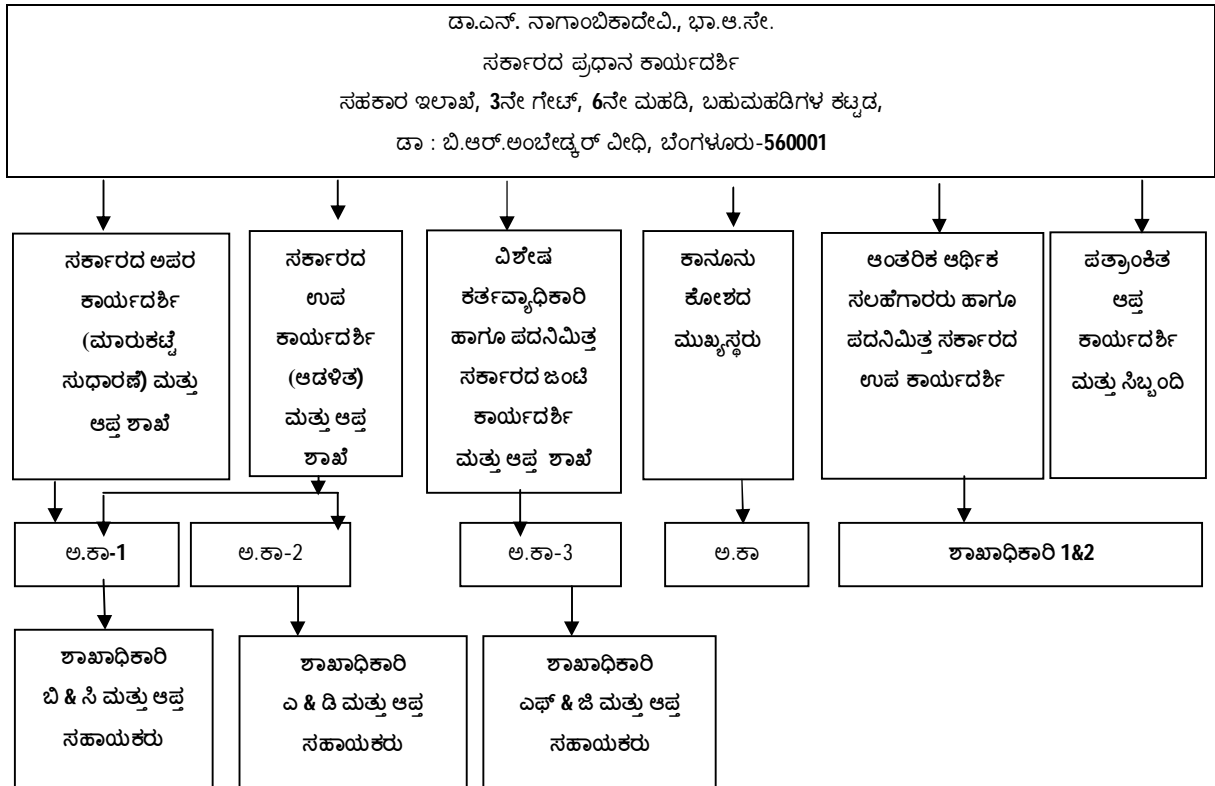 ಡಾ.ಎನ್. ನಾಗಾಂಬಿಕಾದೇವಿ., ಭಾ.ಆ.ಸೇ.
ಸರ್ಕಾರದ ಪ್ರಧಾನ ಕಾರ್ಯದರ್ಶಿ
ಸಹಕಾರ ಇಲಾಖೆ, 3ನೇ ಗೇಟ್, 6ನೇ ಮಹಡಿ, ಬಹುಮಹಡಿಗಳ ಕಟ್ಟಡ,
ಡಾ : ಬಿ.ಆರ್.ಅಂಬೇಡ್ಕರ್ ವೀಧಿ, ಬೆಂಗಳೂರು-560001
ಸರ್ಕಾರದ ಅಪರ
ಕಾರ್ಯದರ್ಶಿ
(ಮಾರುಕಟ್ಟೆ
ಸುಧಾರಣೆ) ಮತ್ತು
ಆಪ್ತ ಶಾಖೆ
ಸರ್ಕಾರದ
ಉಪ
ಕಾರ್ಯದರ್ಶಿ
(ಆಡಳಿತ)
ಮತ್ತು ಆಪ್ತ
ಶಾಖೆ
ವಿಶೇಷ
ಕರ್ತವ್ಯಾಧಿಕಾರಿ
ಹಾಗೂ ಪದನಿಮಿತ್ತ
ಸರ್ಕಾರದ ಜಂಟಿ
ಕಾರ್ಯದರ್ಶಿ
ಮತ್ತು ಆಪ್ತ ಶಾಖೆ
ಕಾನೂನು
ಕೋಶದ
ಮುಖ್ಯಸ್ಥರು
ಆಂತರಿಕ ಆರ್ಥಿಕ
ಸಲಹೆಗಾರರು ಹಾಗೂ
ಪದನಿಮಿತ್ತ ಸರ್ಕಾರದ
ಉಪ ಕಾರ್ಯದರ್ಶಿ
ಪತ್ರಾಂಕಿತ
ಆಪ್ತ
ಕಾರ್ಯದರ್ಶಿ
ಮತ್ತು ಸಿಬ್ಬಂದಿ
ಅ.ಕಾ-1
ಅ.ಕಾ-2
ಅ.ಕಾ-3
ಅ.ಕಾ
ಶಾಖಾಧಿಕಾರಿ 1&2
ಶಾಖಾಧಿಕಾರಿ
ಬಿ & ಸಿ ಮತ್ತು ಆಪ್ತ
ಸಹಾಯಕರು
ಶಾಖಾಧಿಕಾರಿ
ಎ & ಡಿ ಮತ್ತು ಆಪ್ತ
ಸಹಾಯಕರು
ಶಾಖಾಧಿಕಾರಿ
ಎಫ್ & ಜಿ ಮತ್ತು ಆಪ್ತ
ಸಹಾಯಕರು